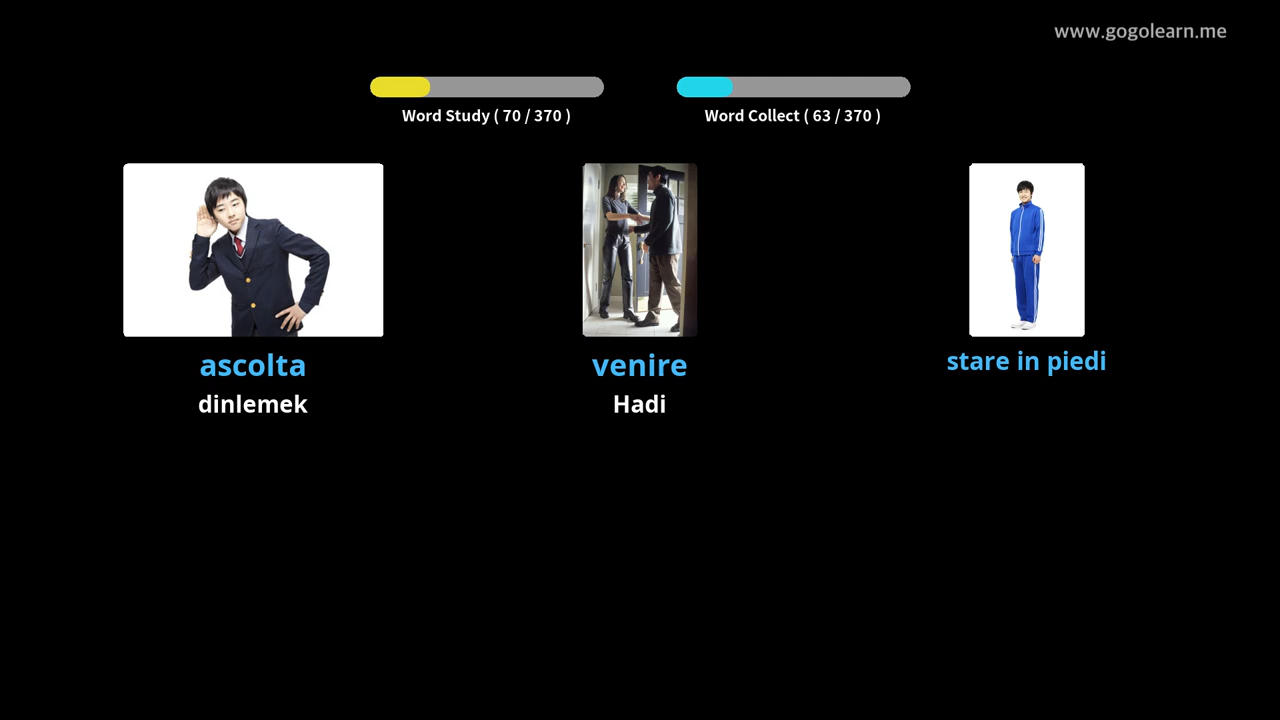 www.gogolearn.me
Word Study ( 70 / 370 )
Word Collect ( 63 / 370 )
ascolta
dinlemek
venire
Hadi
stare in piedi